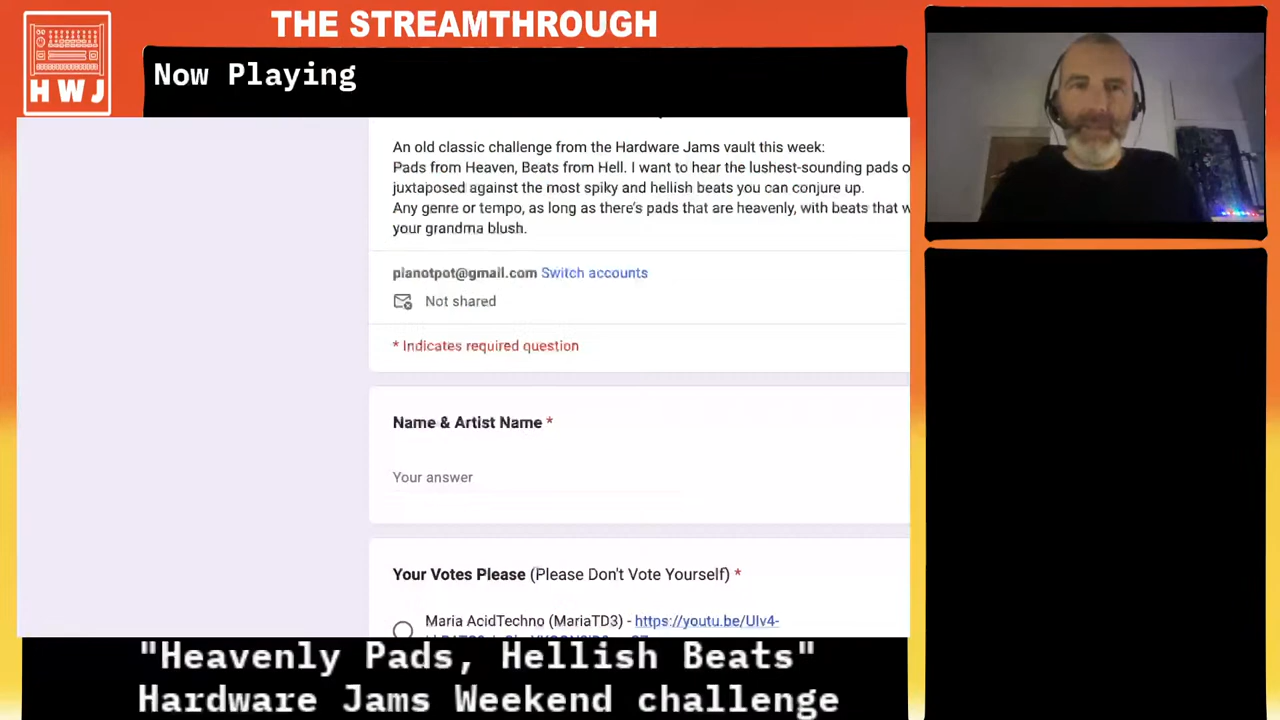 THE STREAMTHROUGH
HWJ
Now Playing
An old classic challenge from the Hardware Jams vault this week:
Pads from Heaven, Beats from Hell. I want to hear the lushest-sounding pads o
juxtaposed against the most spiky and hellish beats you can conjure up.
Any genre or tempo, as long as there's pads that are heavenly, with beats that w
your grandma blush.
planotpot@gmail.com Switch accounts
Not shared
* Indicates required question
Name & Artist Name *
Your answer
Your Votes Please (Please Don't Vote Yourself) *
Maria AcidTechno (MariaTD3) - https://youtu.be/UIv4-
"Heavenly Pads, Hellish Beats"
Hardware Jams Weekend challenge